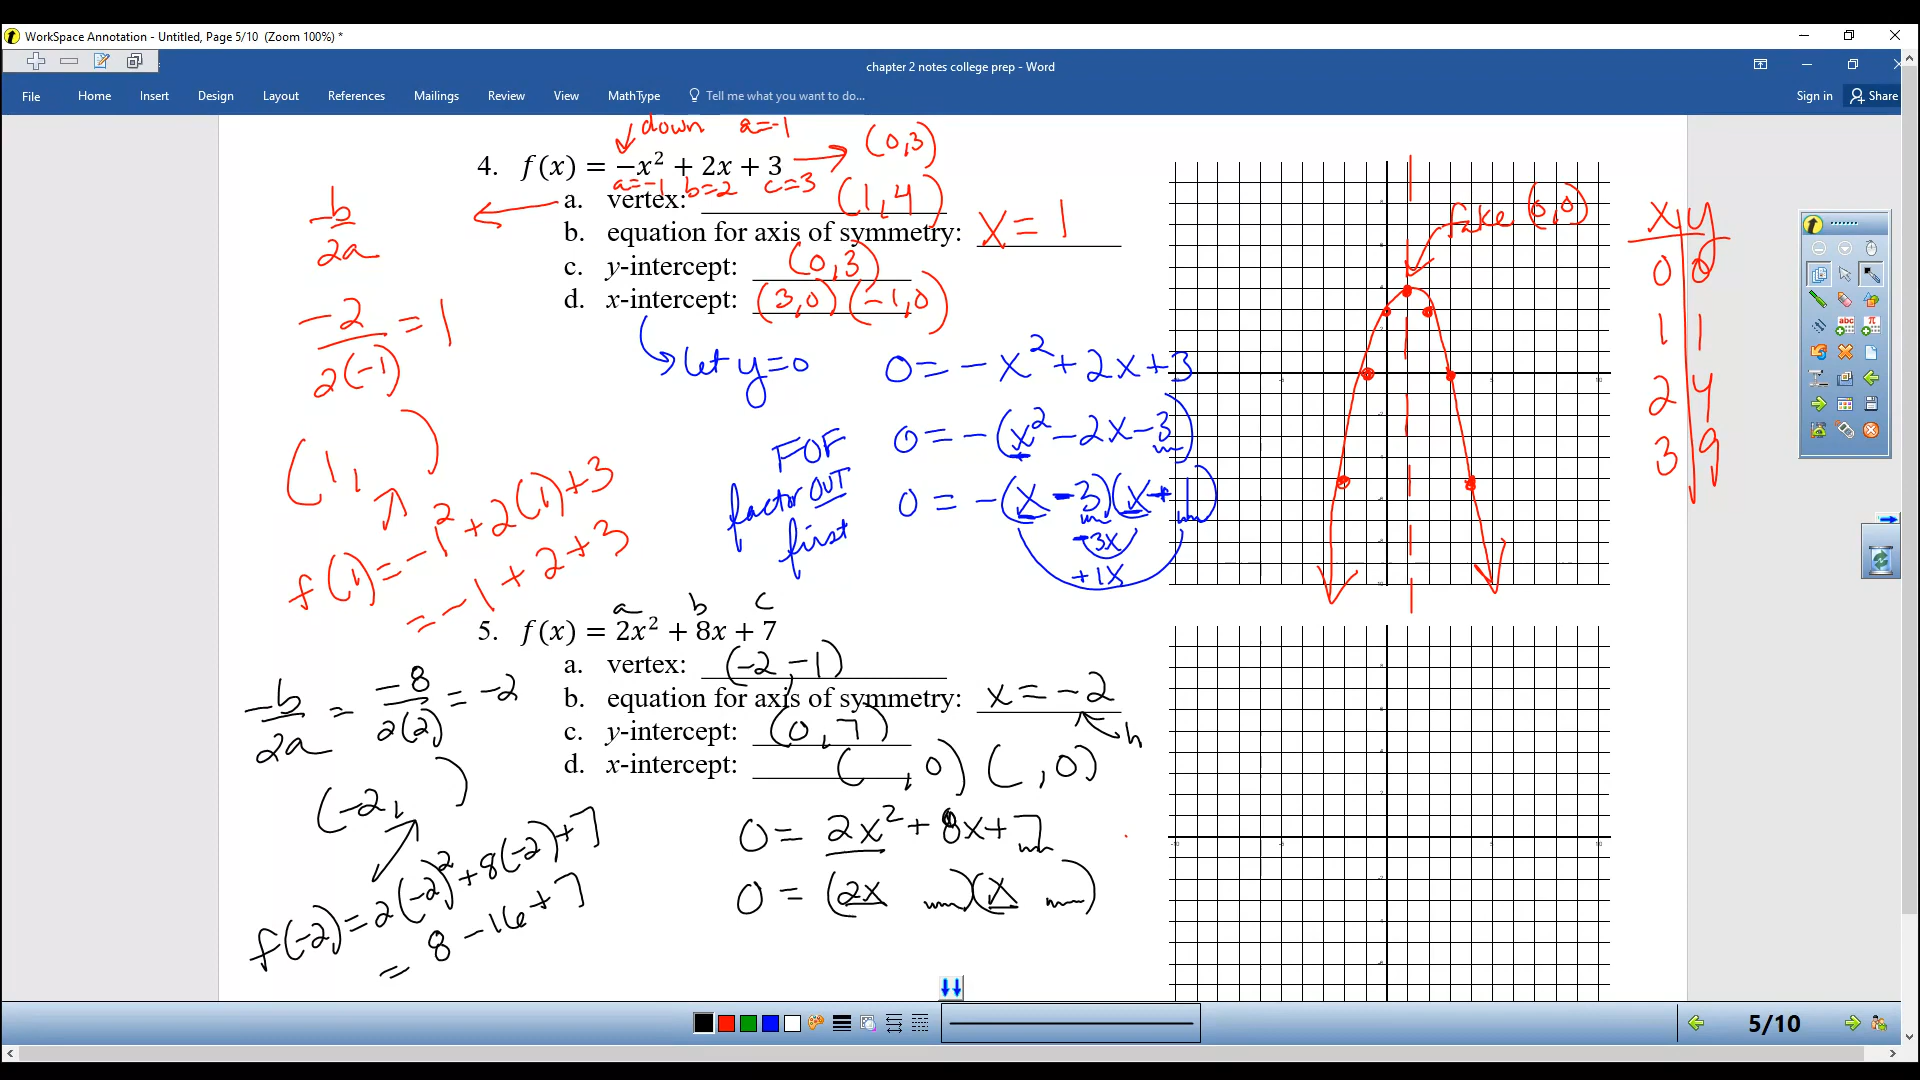 WorkSpace Annotation - Untitled, Page 5/10 (Zoom 100%) *
chapter 2 notes college prep - Word
File Home Insert Design Layout References Mailings Review View MathType Tell me what you want to do... Sign in Share
down a=-1
4. f(x) = −x² + 2x + 3 → (0,3)
a=-1 b=2 c=3
a. vertex: (1,4)
b. equation for axis of symmetry: x = 1
c. y-intercept: (0,3)
d. x-intercept: (3,0) (-1,0)
-b
2a
-2
2(-1)
= 1
(1, )
f(1)=-1²+2(1)+3
=-1+2+3
let y=0
0=-x²+2x+3
FOF
factor OUT
first
0=-(x²-2x-3)
0=-(x-3)(x+1)
-3x
+1x
fake (0,0)
x y
0 0
1 1
2 4
3 9
a b c
5. f(x) = 2x² + 8x + 7
a. vertex: (-2,-1)
b. equation for axis of symmetry: x=-2
h
c. y-intercept: (0,7)
d. x-intercept: ( ,0) ( ,0)
-b
2a
=
-8
2(2)
= -2
(-2, )
f(-2)=2(-2)²+8(-2)+7
= 8-16+7
0= 2x²+8x+7
0= (2x )(x )
5/10